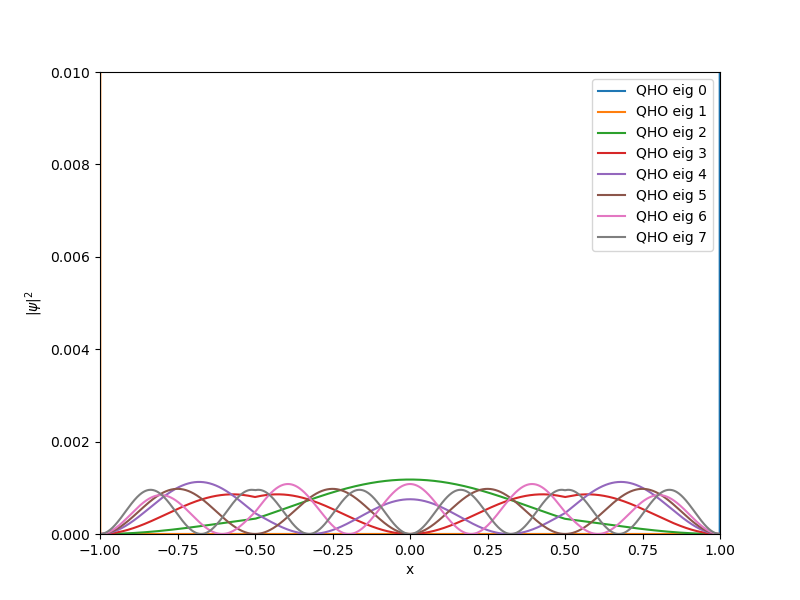 0.010
0.008
0.006
0.004
0.002
0.000
|ψ|²
−1.00
−0.75
−0.50
−0.25
0.00
0.25
0.50
0.75
1.00
x
QHO eig 0
QHO eig 1
QHO eig 2
QHO eig 3
QHO eig 4
QHO eig 5
QHO eig 6
QHO eig 7